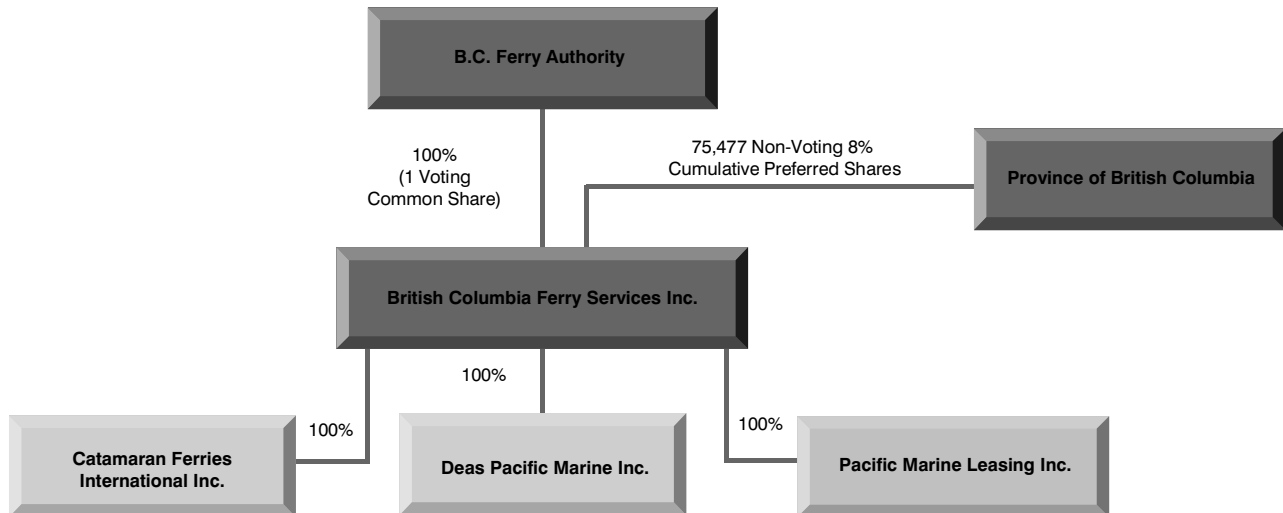 B.C. Ferry Authority
100%
(1 Voting
Common Share)
75,477 Non-Voting 8%
Cumulative Preferred Shares
Province of British Columbia
British Columbia Ferry Services Inc.
100%
100%
100%
Catamaran Ferries
International Inc.
Deas Pacific Marine Inc.
Pacific Marine Leasing Inc.